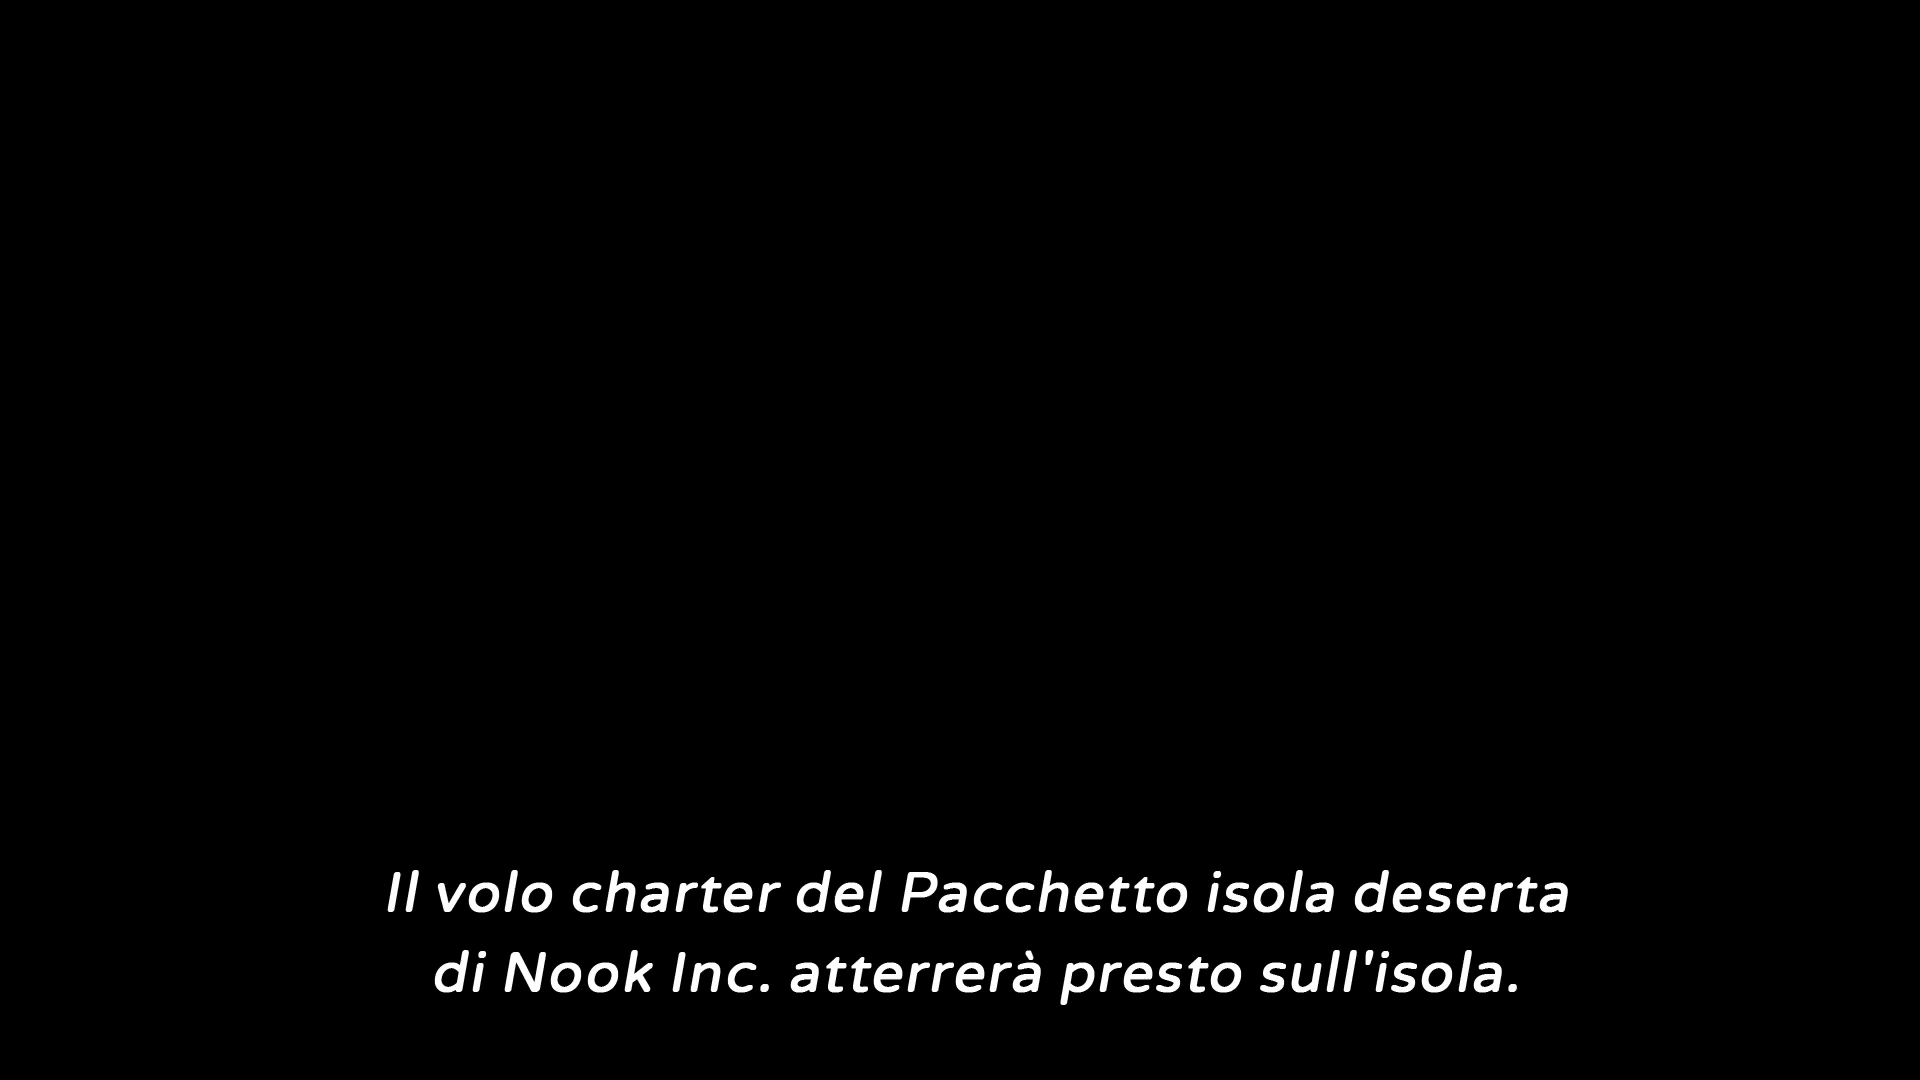 Il volo charter del Pacchetto isola deserta
di Nook Inc. atterrerà presto sull'isola.